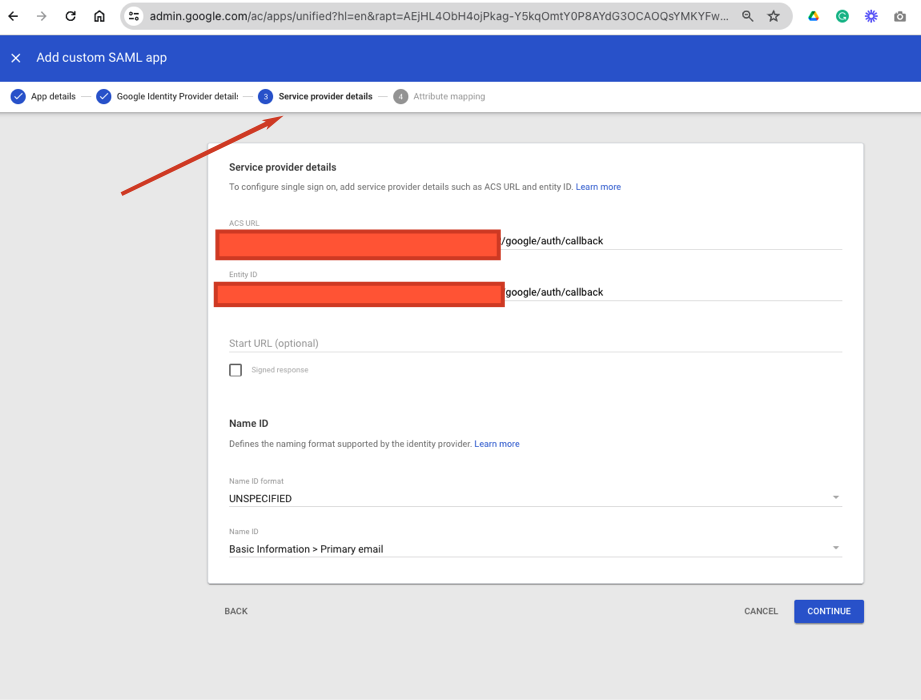 admin.google.com/ac/apps/unified?hl=en&rapt=AEjHL4ObH4ojPkag-Y5kqOmtY0P8AYdG3OCAOQsYMKYFw...
Add custom SAML app
App details
Google Identity Provider details
3 Service provider details
4 Attribute mapping
Service provider details
To configure single sign on, add service provider details such as ACS URL and entity ID. Learn more
ACS URL
/google/auth/callback
Entity ID
google/auth/callback
Start URL (optional)
Signed response
Name ID
Defines the naming format supported by the identity provider. Learn more
Name ID format
UNSPECIFIED
Name ID
Basic Information > Primary email
BACK
CANCEL
CONTINUE